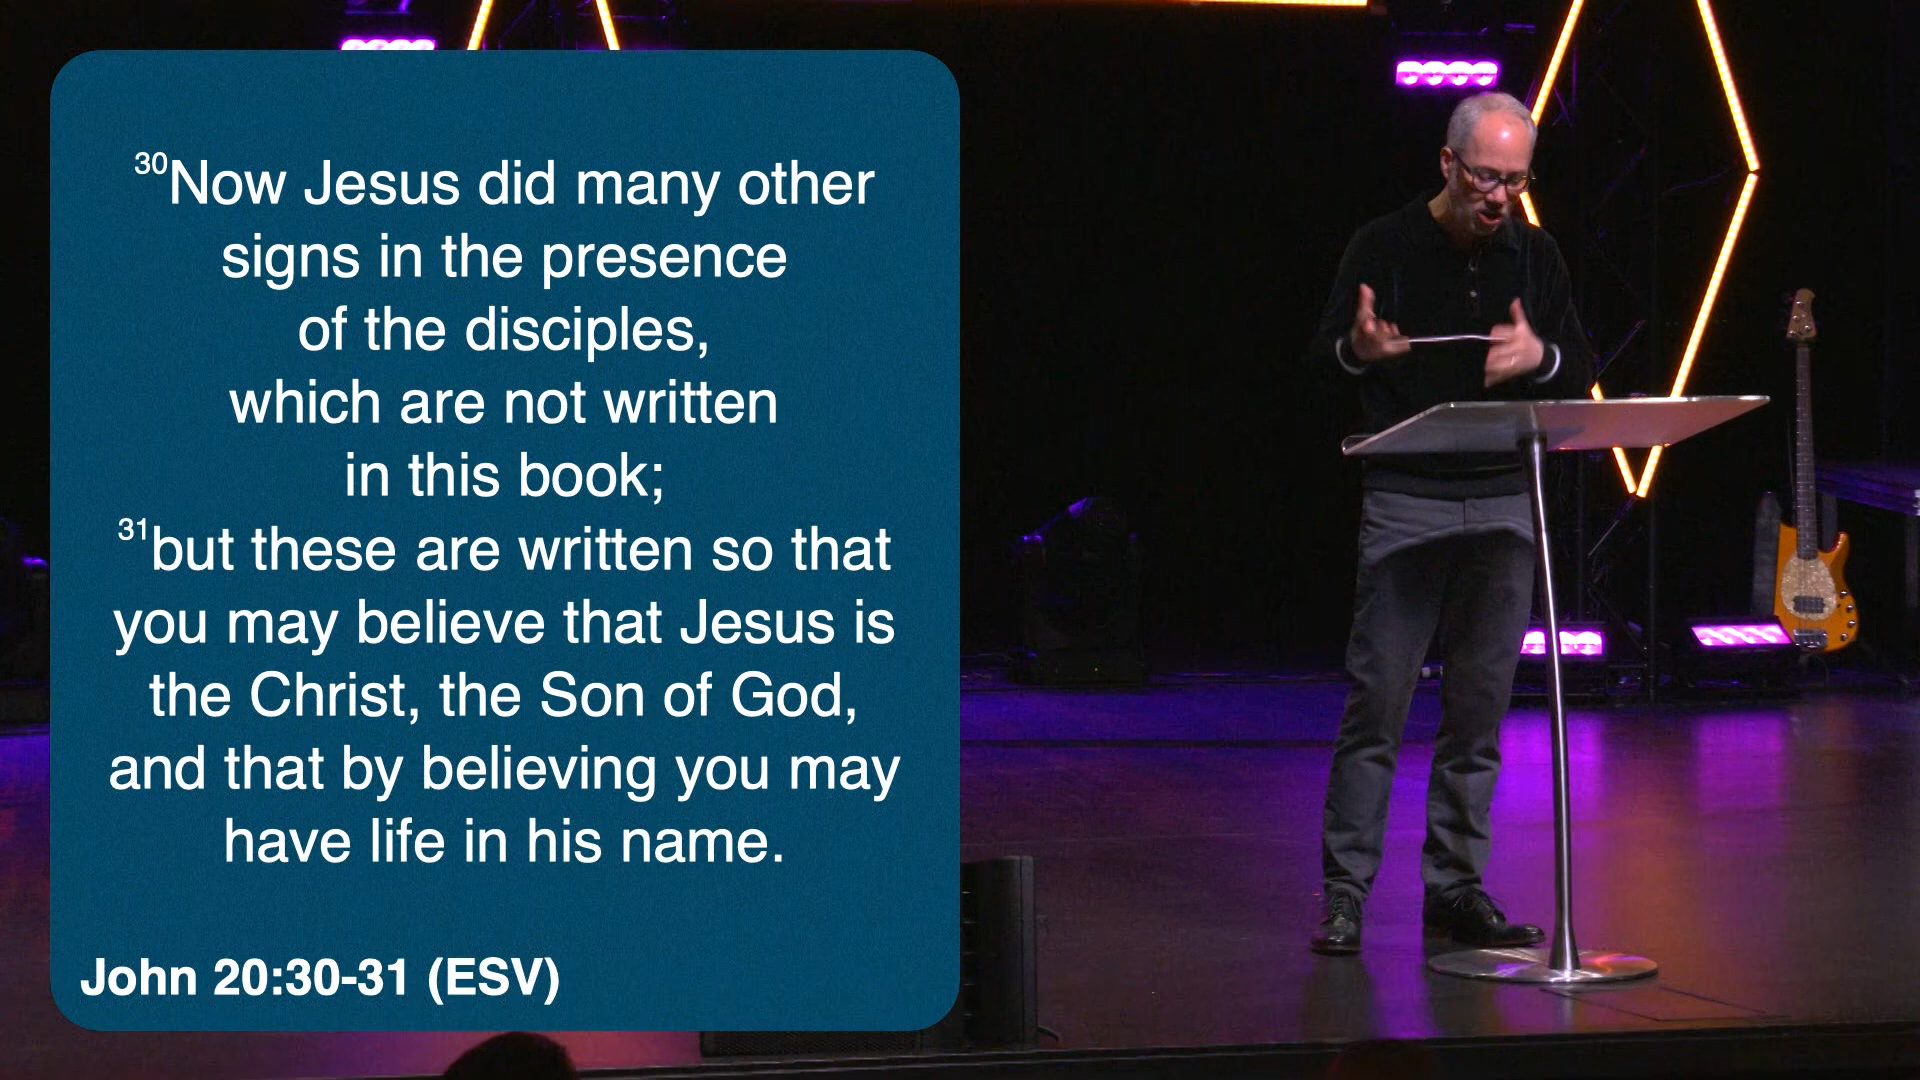 30Now Jesus did many other
signs in the presence
of the disciples,
which are not written
in this book;
31but these are written so that
you may believe that Jesus is
the Christ, the Son of God,
and that by believing you may
have life in his name.
John 20:30-31 (ESV)